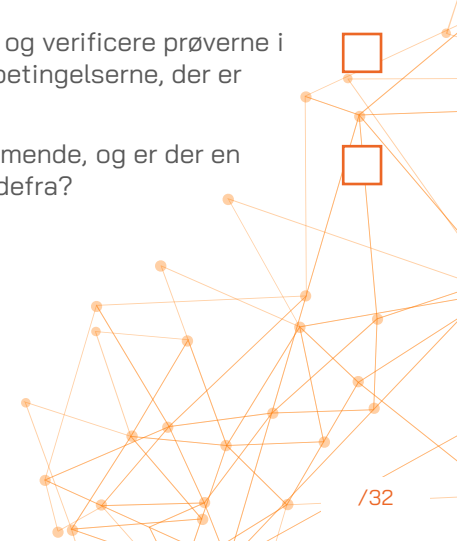 og verificere prøverne i
betingelserne, der er
mende, og er der en
defra?
/32